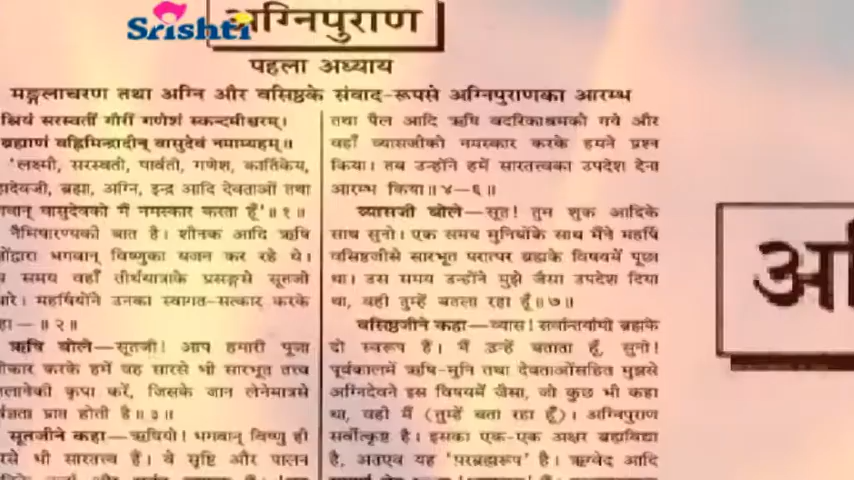 Srishti
अग्निपुराण
पहला अध्याय
मङ्गलाचरण तथा अग्नि और वसिष्ठके संवाद-रूपसे अग्निपुराणका आरम्भ
श्रियं सरस्वतीं गौरीं गणेशं स्कन्दमीश्वरम्।
ब्रह्माणं वह्निमिन्द्रादीन् वासुदेवं नमाम्यहम्॥
'लक्ष्मी, सरस्वती, पार्वती, गणेश, कार्तिकेय,
हादेवजी, ब्रह्मा, अग्नि, इन्द्र आदि देवताओं तथा
गवान् वासुदेवको मैं नमस्कार करता हूँ'॥१॥
नैमिषारण्यकी बात है। शौनक आदि ऋषि
ज्ञोंद्वारा भगवान् विष्णुका यजन कर रहे थे।
स समय वहाँ तीर्थयात्राके प्रसङ्गसे सूतजी
धारे। महर्षियोंने उनका स्वागत-सत्कार करके
हा—॥२॥
ऋषि बोले—सूतजी! आप हमारी पूजा
वीकार करके हमें वह सारसे भी सारभूत तत्त्व
तलानेकी कृपा करें, जिसके जान लेनेमात्रसे
र्वज्ञता प्राप्त होती है॥३॥
सूतजीने कहा—ऋषियो! भगवान् विष्णु ही
रसे भी सारतत्त्व हैं। वे सृष्टि और पालन
तथा पैल आदि ऋषि बदरिकाश्रमको गये और
वहाँ व्यासजीको नमस्कार करके हमने प्रश्न
किया। तब उन्होंने हमें सारतत्त्वका उपदेश देना
आरम्भ किया॥४—६॥
व्यासजी बोले—सूत! तुम शुक आदिके
साथ सुनो। एक समय मुनियोंके साथ मैंने महर्षि
वसिष्ठजीसे सारभूत परात्पर ब्रह्मके विषयमें पूछा
था। उस समय उन्होंने मुझे जैसा उपदेश दिया
था, वही तुम्हें बतला रहा हूँ॥७॥
वसिष्ठजीने कहा—व्यास! सर्वान्तर्यामी ब्रह्मके
दो स्वरूप हैं। मैं उन्हें बताता हूँ, सुनो!
पूर्वकालमें ऋषि-मुनि तथा देवताओंसहित मुझसे
अग्निदेवने इस विषयमें जैसा, जो कुछ भी कहा
था, वही मैं (तुम्हें बता रहा हूँ)। अग्निपुराण
सर्वोत्कृष्ट है। इसका एक-एक अक्षर ब्रह्मविद्या
है, अतएव यह 'परब्रह्मरूप' है। ऋग्वेद आदि